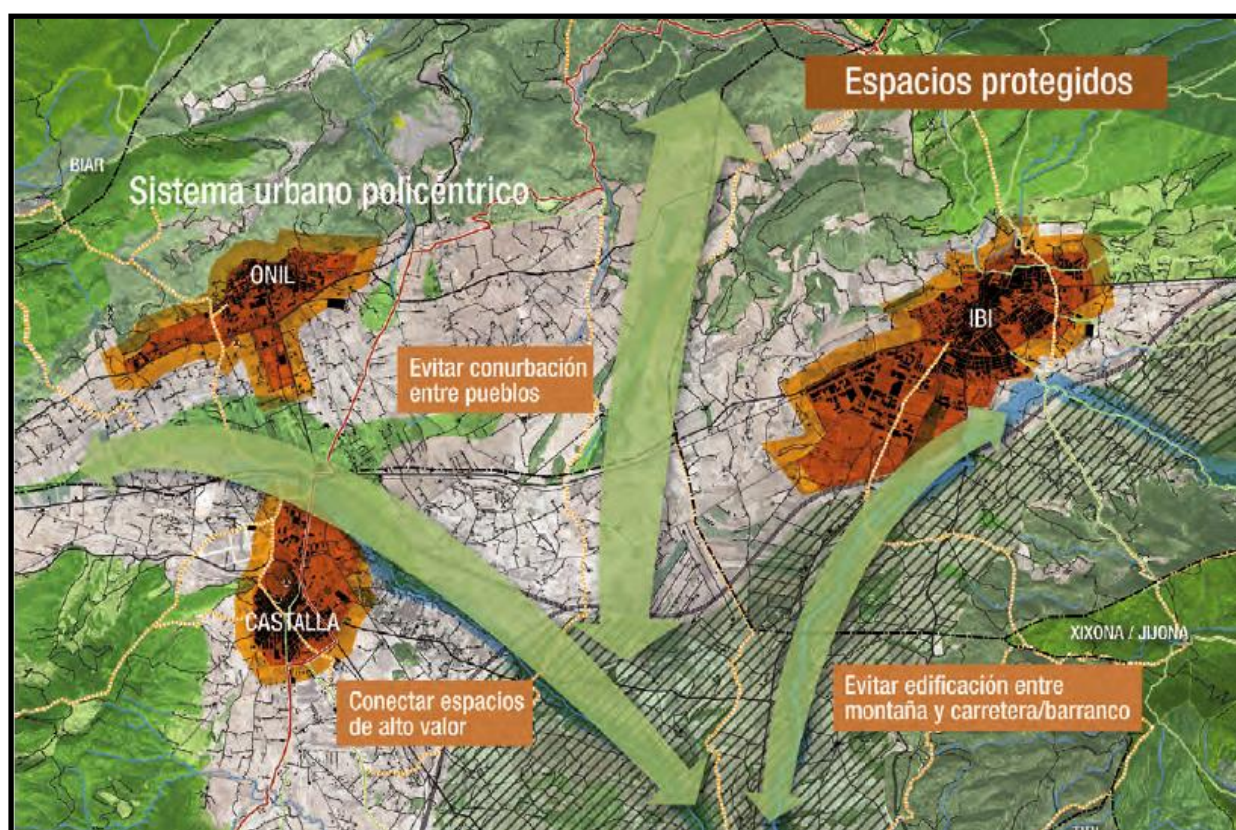 Espacios protegidos
BIAR
Sistema urbano policéntrico
ONIL
IBI
Evitar conurbación
entre pueblos
CASTALLA
XIXONA / JIJONA
Conectar espacios
de alto valor
Evitar edificación entre
montaña y carretera/barranco